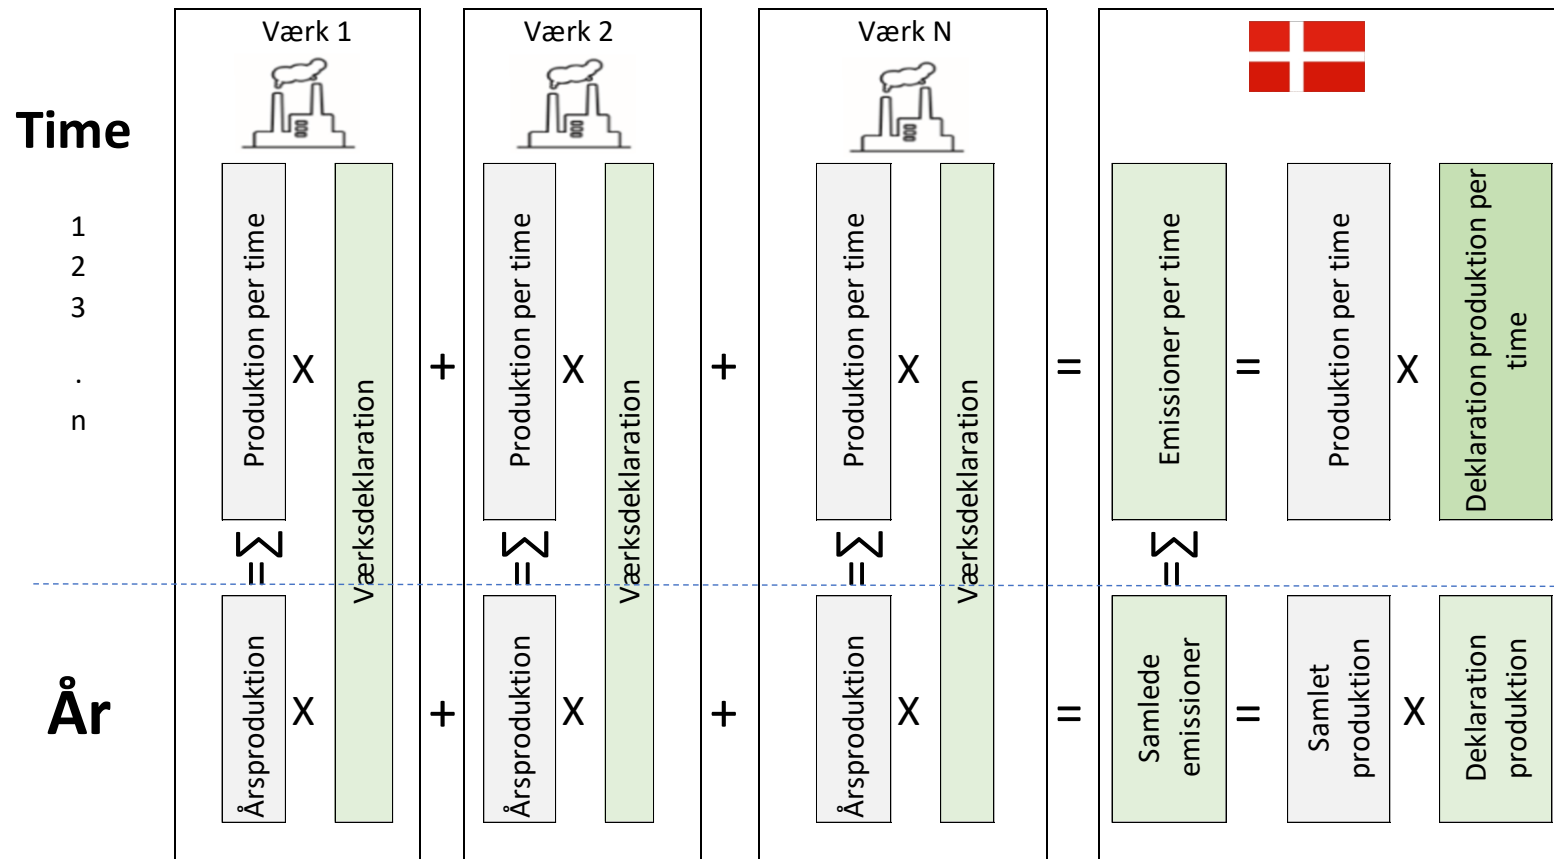 Værk 1
Værk 2
Værk N
Time
1
2
3
.
n
Produktion per time
X
Værksdeklaration
+
Produktion per time
X
Værksdeklaration
+
Produktion per time
X
Værksdeklaration
=
Emissioner per time
=
Produktion per time
X
Deklaration produktion per
time
Σ
=
Σ
=
Σ
=
Σ
=
År
Årsproduktion
X
+
Årsproduktion
X
+
Årsproduktion
X
=
Samlede
emissioner
=
Samlet
produktion
X
Deklaration
produktion